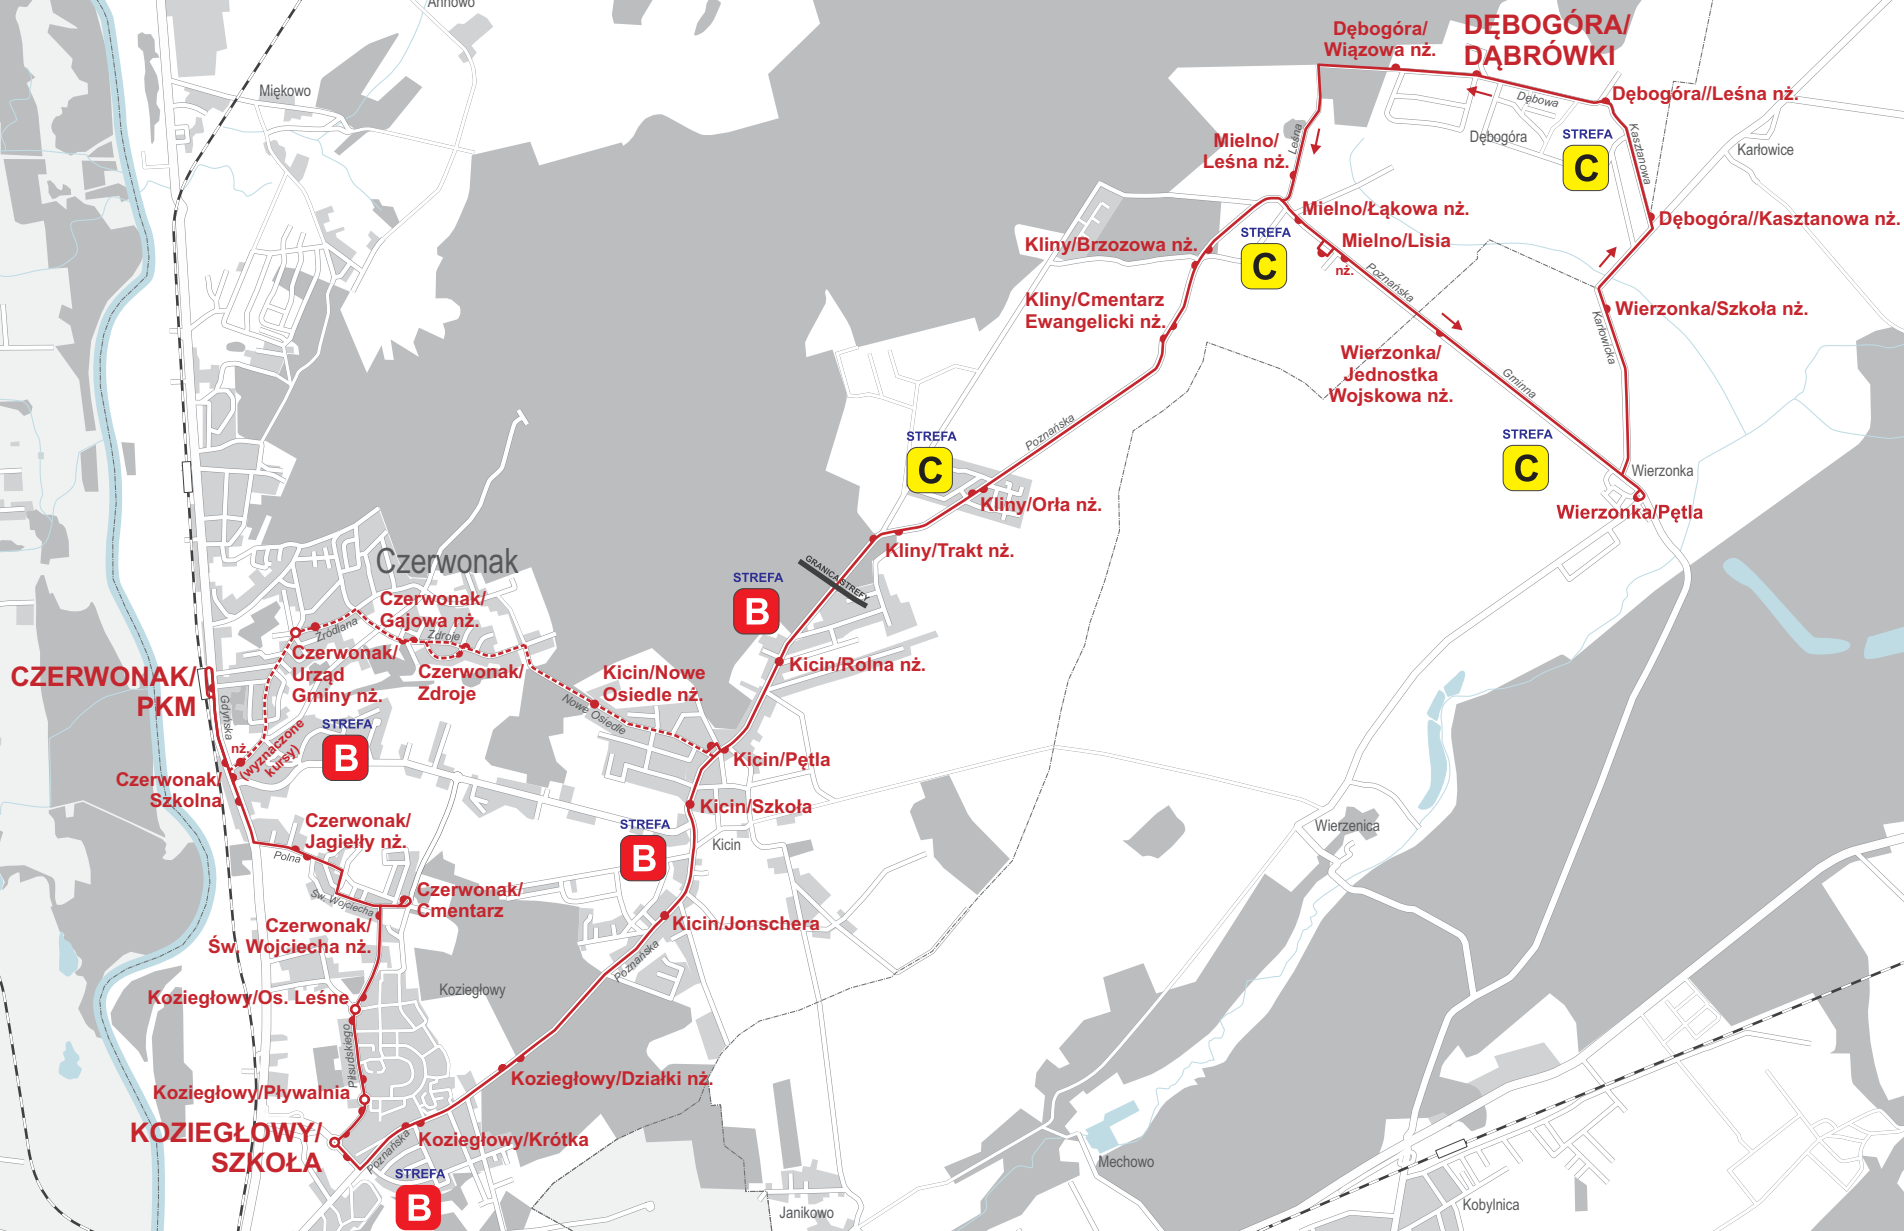 Annowo
Miękowo
Dębogóra/
Wiązowa nż.
DĘBOGÓRA/
DĄBRÓWKI
Dębowa
Dębogóra//Leśna nż.
Dębogóra
STREFA
C
Kasztanowa
Karłowice
Mielno/
Leśna nż.
Leśna
Mielno/Łąkowa nż.
Dębogóra//Kasztanowa nż.
STREFA
C
Mielno/Lisia
nż.
Kliny/Brzozowa nż.
Poznańska
Kliny/Cmentarz
Ewangelicki nż.
Wierzonka/Szkoła nż.
Karłowicka
Wierzonka/
Jednostka
Wojskowa nż.
Gminna
STREFA
C
STREFA
C
Poznańska
Wierzonka
Kliny/Orła nż.
Wierzonka/Pętla
Kliny/Trakt nż.
GRANICA STREFY
STREFA
B
Czerwonak
Czerwonak/
Gajowa nż.
Źródlana
Zdroje
Czerwonak/
Urząd
Gminy nż.
Czerwonak/
Zdroje
Kicin/Rolna nż.
Kicin/Nowe
Osiedle nż.
Nowe Osiedle
CZERWONAK/
PKM
Gdyńska
STREFA
B
nż.
(wyznaczone
kursy)
Kicin/Pętla
Czerwonak/
Szkolna
Kicin/Szkoła
Czerwonak/
Jagiełły nż.
Polna
STREFA
B
Kicin
Wierzenica
Św. Wojciecha
Czerwonak/
Cmentarz
Czerwonak/
Św. Wojciecha nż.
Kicin/Jonschera
Poznańska
Koziegłowy/Os. Leśne
Koziegłowy
Piłsudskiego
Koziegłowy/Działki nż.
Koziegłowy/Pływalnia
KOZIEGŁOWY/
SZKOŁA
Poznańska
Koziegłowy/Krótka
STREFA
B
Mechowo
Janikowo
Kobylnica